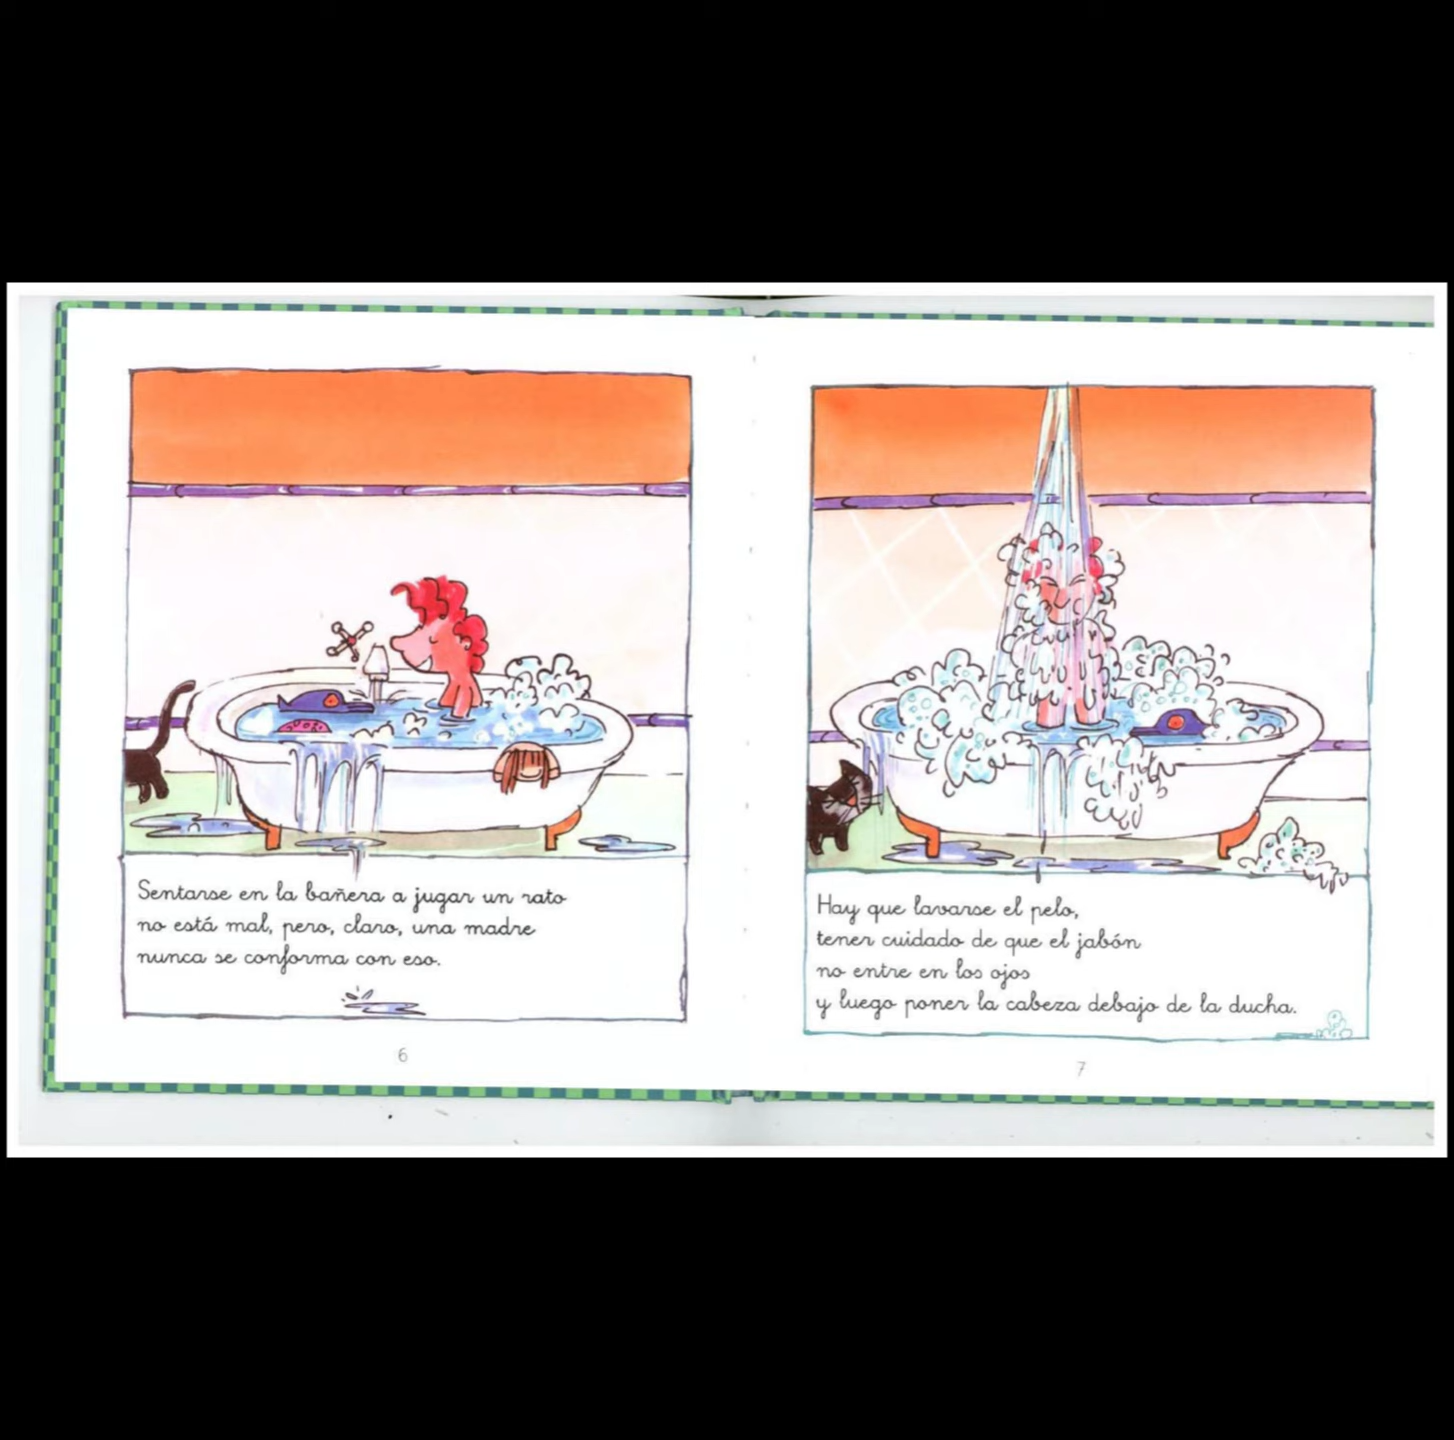 Sentarse en la bañera a jugar un rato
no está mal, pero, claro, una madre
nunca se conforma con eso.
6
Hay que lavarse el pelo,
tener cuidado de que el jabón
no entre en los ojos
y luego poner la cabeza debajo de la ducha.
7